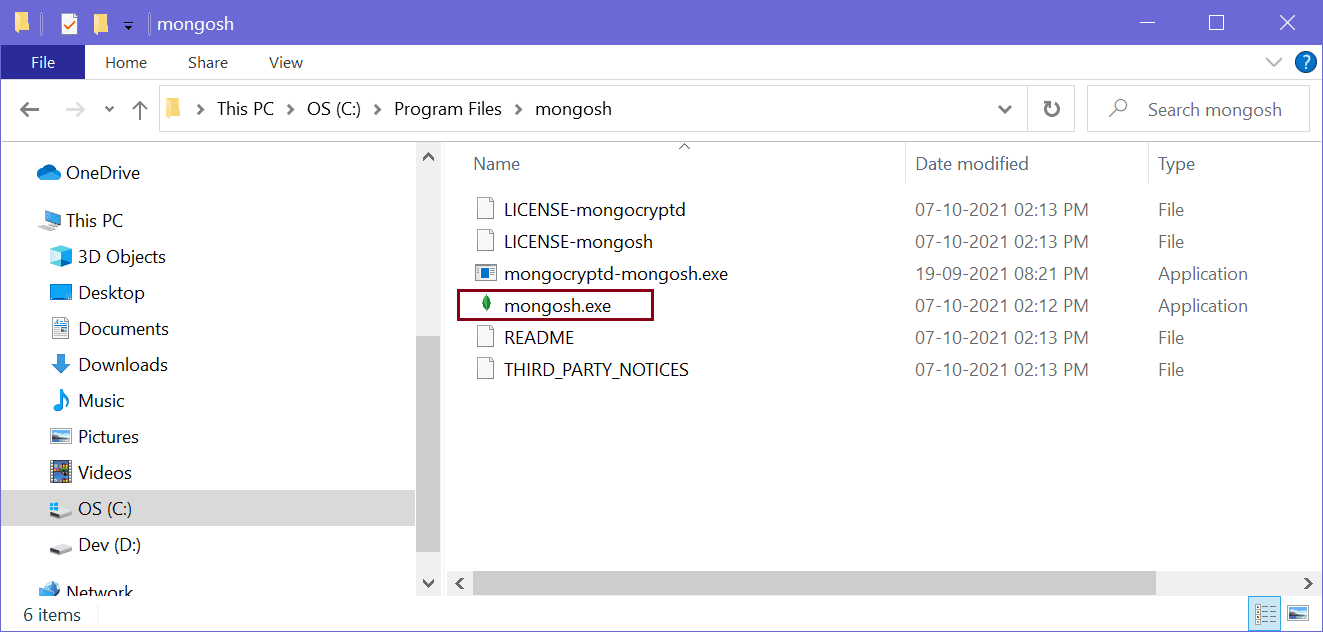 mongosh
File Home Share View ?
This PC OS (C:) Program Files mongosh Search mongosh
OneDrive
This PC
3D Objects
Desktop
Documents
Downloads
Music
Pictures
Videos
OS (C:)
Dev (D:)
Network
Name Date modified Type
LICENSE-mongocryptd 07-10-2021 02:13 PM File
LICENSE-mongosh 07-10-2021 02:13 PM File
mongocryptd-mongosh.exe 19-09-2021 08:21 PM Application
mongosh.exe 07-10-2021 02:12 PM Application
README 07-10-2021 02:13 PM File
THIRD_PARTY_NOTICES 07-10-2021 02:13 PM File
6 items